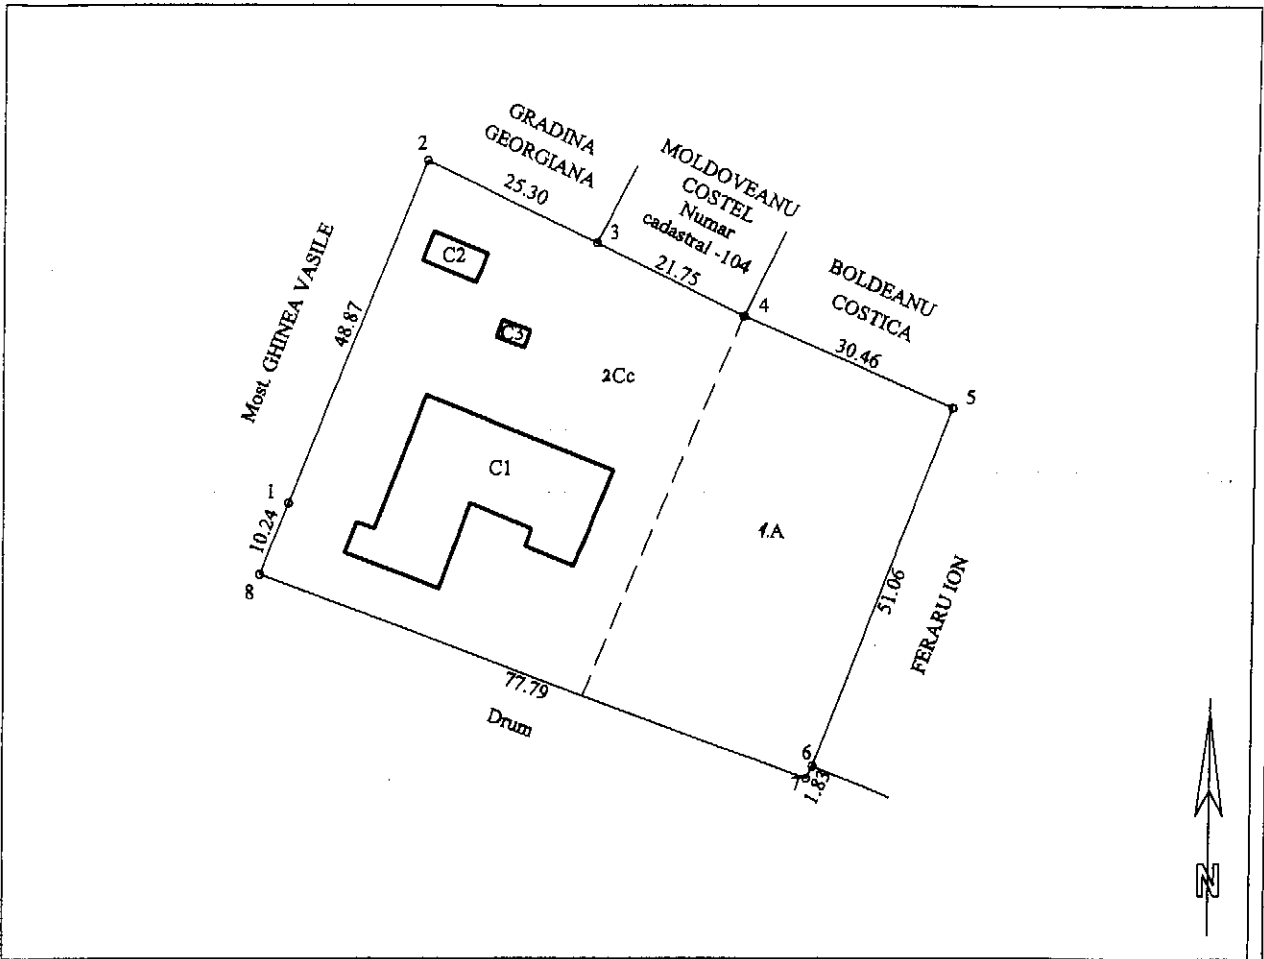 GRADINA
GEORGIANA
MOLDOVEANU
COSTEL
Numar
cadastral -104
BOLDEANU
COSTICA
2
25.30
3
21.75
4
30.46
5
Most. GHINEA VASILE
48.87
C2
C3
2Cc
C1
1
10.24
8
1.A
51.06
FERARU ION
77.79
Drum
6
7
1.83
N